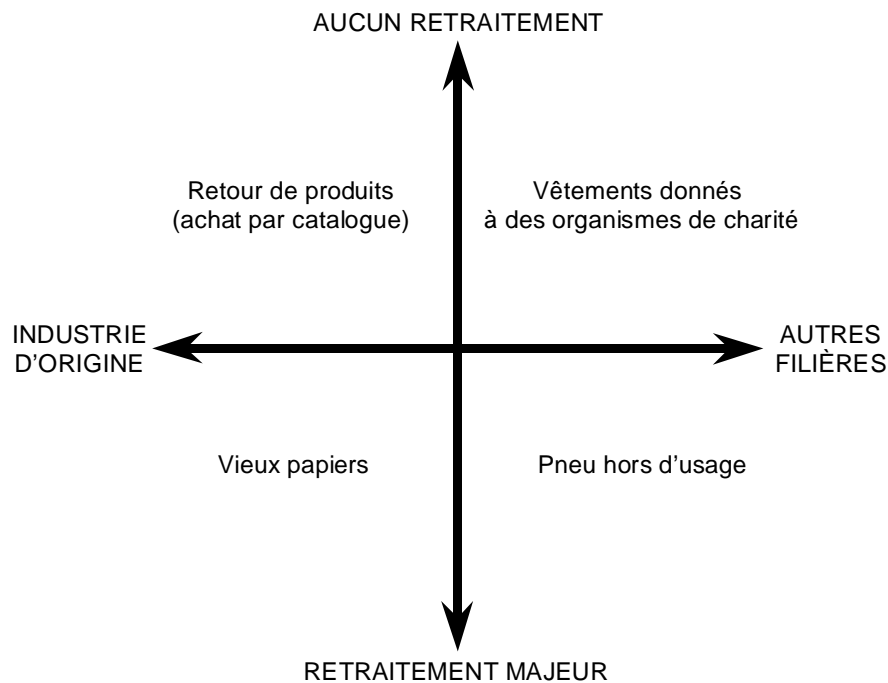 AUCUN RETRAITEMENT
Retour de produits
(achat par catalogue)
Vêtements donnés
à des organismes de charité
INDUSTRIE
D'ORIGINE
AUTRES
FILIÈRES
Vieux papiers
Pneu hors d'usage
RETRAITEMENT MAJEUR